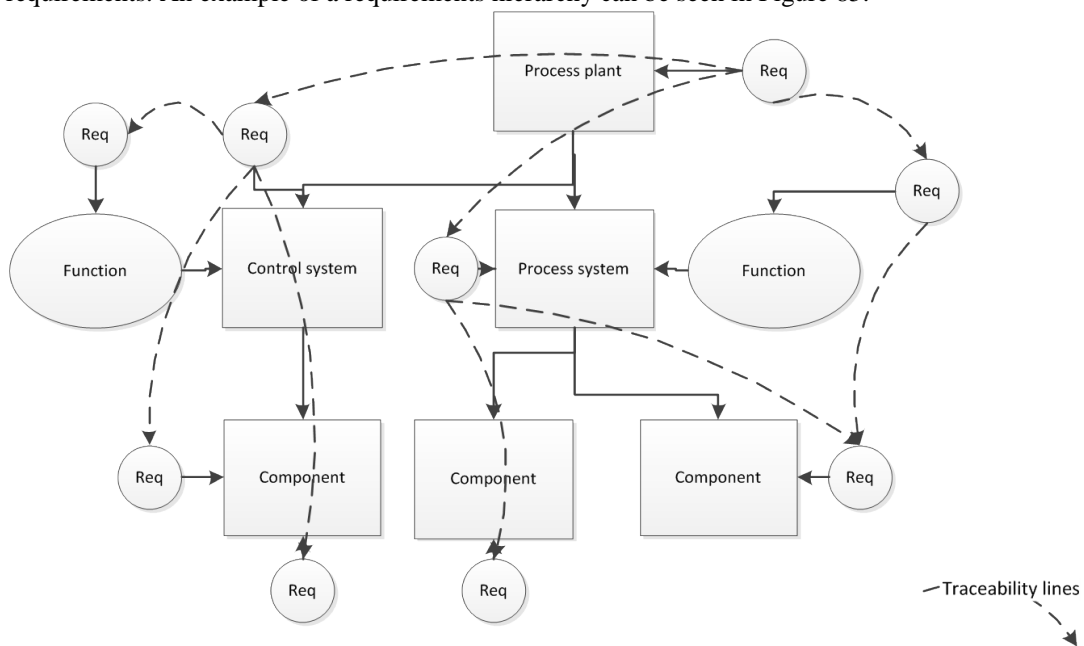 requirements. An example of a requirements hierarchy can be seen in Figure
Process plant
Req
Req
Req
Req
Function
Control system
Req
Process system
Function
Req
Component
Component
Component
Req
Req
Req
Traceability lines